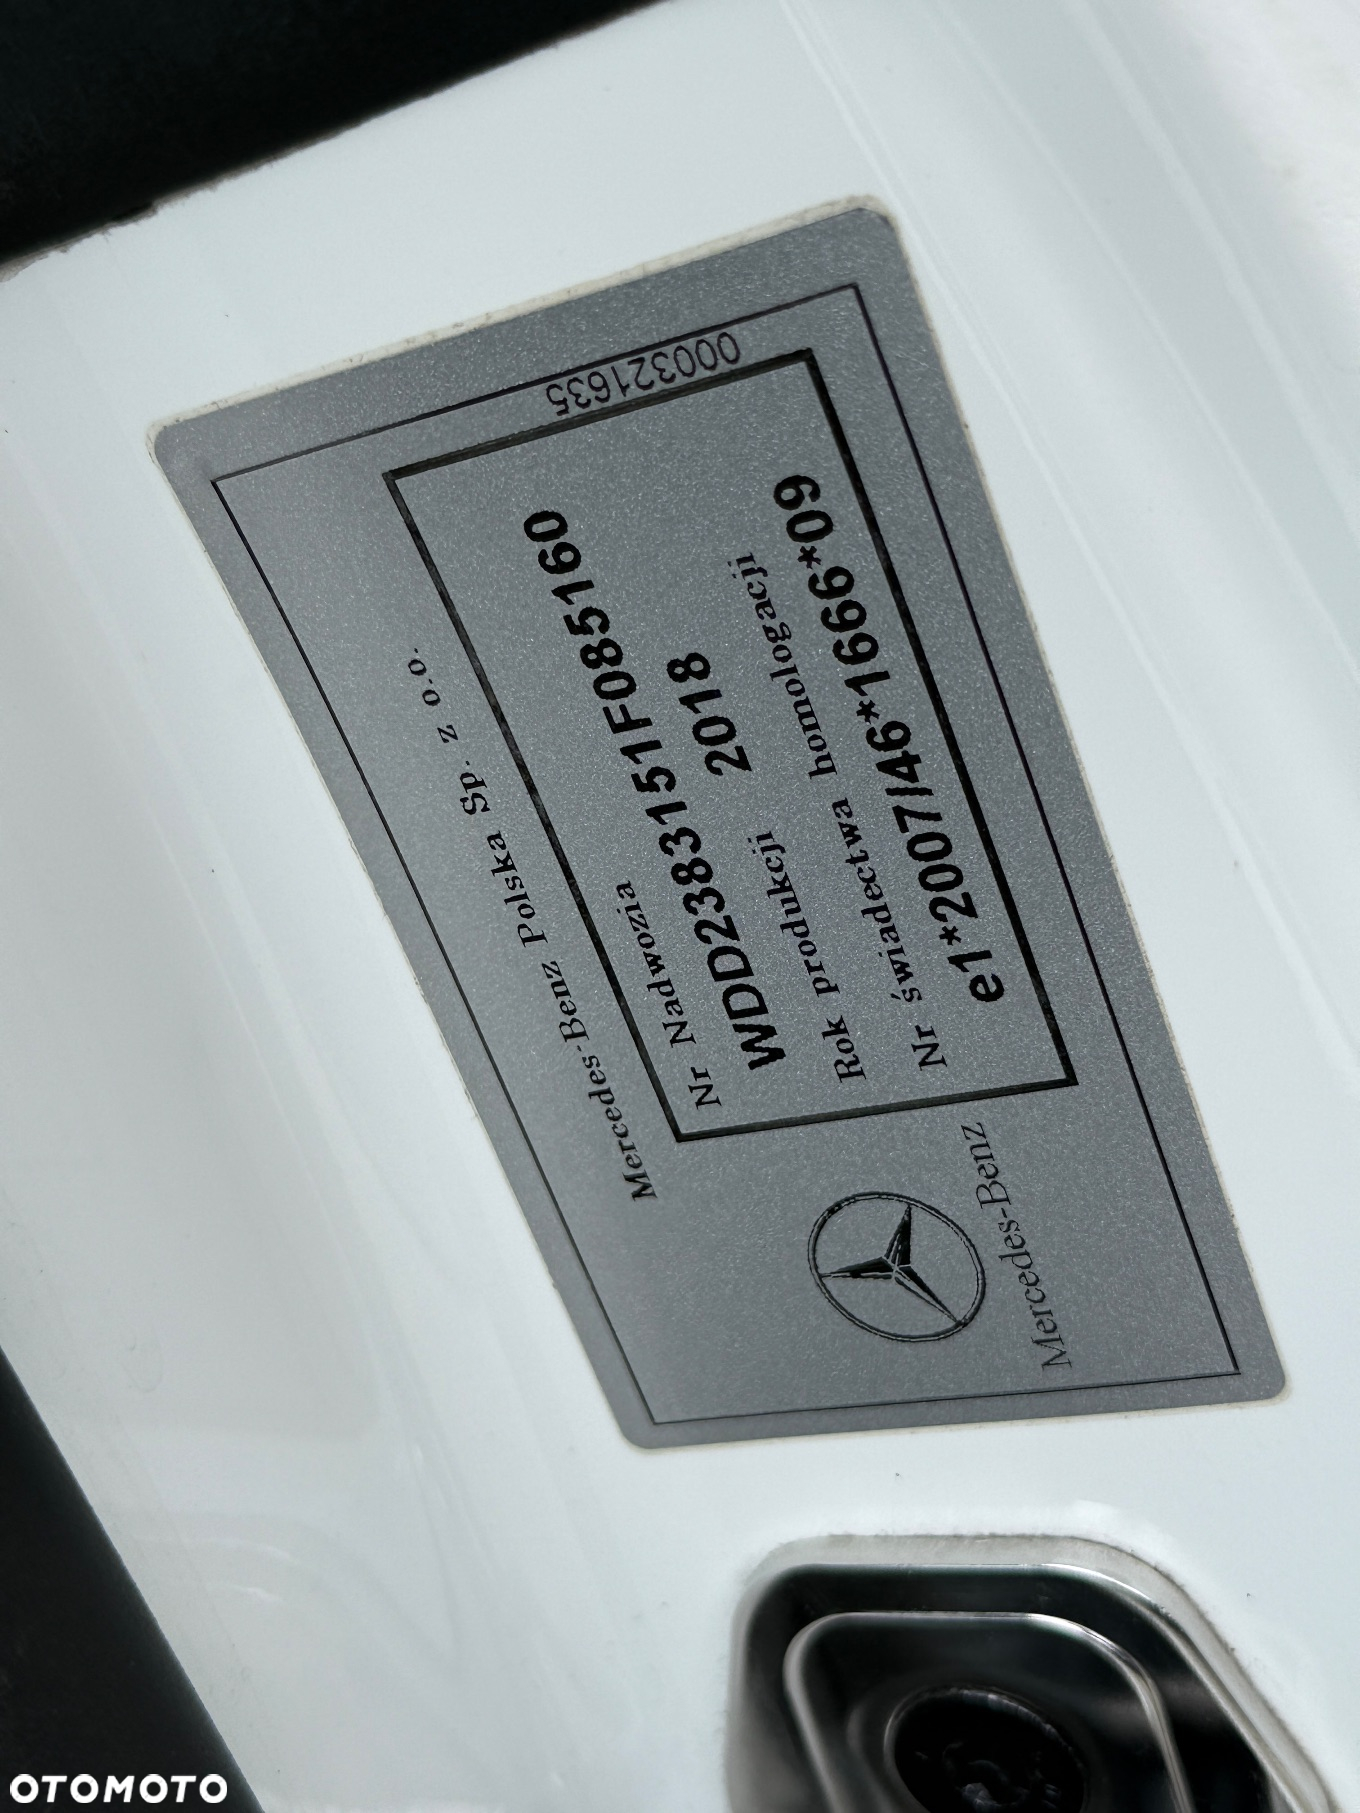 Mercedes-Benz Polska Sp. z o.o.
Nr Nadwozia
WDD2383151F085160
Rok produkcji 2018
Nr świadectwa homologacji
e1*2007/46*1666*09
000321635
Mercedes-Benz
OTOMOTO